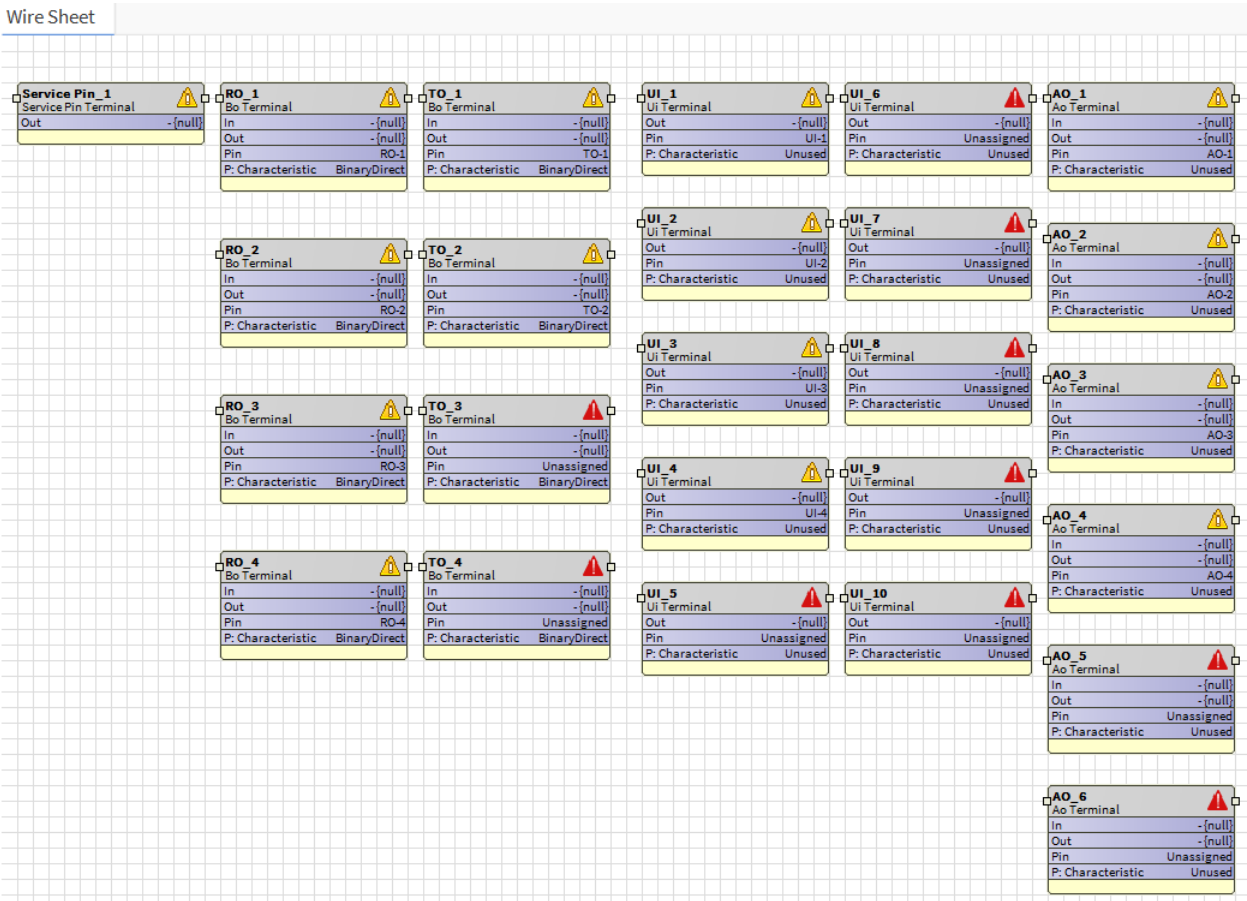 Wire Sheet
Service Pin_1
Service Pin Terminal
Out - {null}
RO_1
Bo Terminal
In - {null}
Out - {null}
Pin RO-1
P: Characteristic BinaryDirect
RO_2
Bo Terminal
In - {null}
Out - {null}
Pin RO-2
P: Characteristic BinaryDirect
RO_3
Bo Terminal
In - {null}
Out - {null}
Pin RO-3
P: Characteristic BinaryDirect
RO_4
Bo Terminal
In - {null}
Out - {null}
Pin RO-4
P: Characteristic BinaryDirect
TO_1
Bo Terminal
In - {null}
Out - {null}
Pin TO-1
P: Characteristic BinaryDirect
TO_2
Bo Terminal
In - {null}
Out - {null}
Pin TO-2
P: Characteristic BinaryDirect
TO_3
Bo Terminal
In - {null}
Out - {null}
Pin Unassigned
P: Characteristic BinaryDirect
TO_4
Bo Terminal
In - {null}
Out - {null}
Pin Unassigned
P: Characteristic BinaryDirect
UI_1
Ui Terminal
Out - {null}
Pin UI-1
P: Characteristic Unused
UI_2
Ui Terminal
Out - {null}
Pin UI-2
P: Characteristic Unused
UI_3
Ui Terminal
Out - {null}
Pin UI-3
P: Characteristic Unused
UI_4
Ui Terminal
Out - {null}
Pin UI-4
P: Characteristic Unused
UI_5
Ui Terminal
Out - {null}
Pin Unassigned
P: Characteristic Unused
UI_6
Ui Terminal
Out - {null}
Pin Unassigned
P: Characteristic Unused
UI_7
Ui Terminal
Out - {null}
Pin Unassigned
P: Characteristic Unused
UI_8
Ui Terminal
Out - {null}
Pin Unassigned
P: Characteristic Unused
UI_9
Ui Terminal
Out - {null}
Pin Unassigned
P: Characteristic Unused
UI_10
Ui Terminal
Out - {null}
Pin Unassigned
P: Characteristic Unused
AO_1
Ao Terminal
In - {null}
Out - {null}
Pin AO-1
P: Characteristic Unused
AO_2
Ao Terminal
In - {null}
Out - {null}
Pin AO-2
P: Characteristic Unused
AO_3
Ao Terminal
In - {null}
Out - {null}
Pin AO-3
P: Characteristic Unused
AO_4
Ao Terminal
In - {null}
Out - {null}
Pin AO-4
P: Characteristic Unused
AO_5
Ao Terminal
In - {null}
Out - {null}
Pin Unassigned
P: Characteristic Unused
AO_6
Ao Terminal
In - {null}
Out - {null}
Pin Unassigned
P: Characteristic Unused